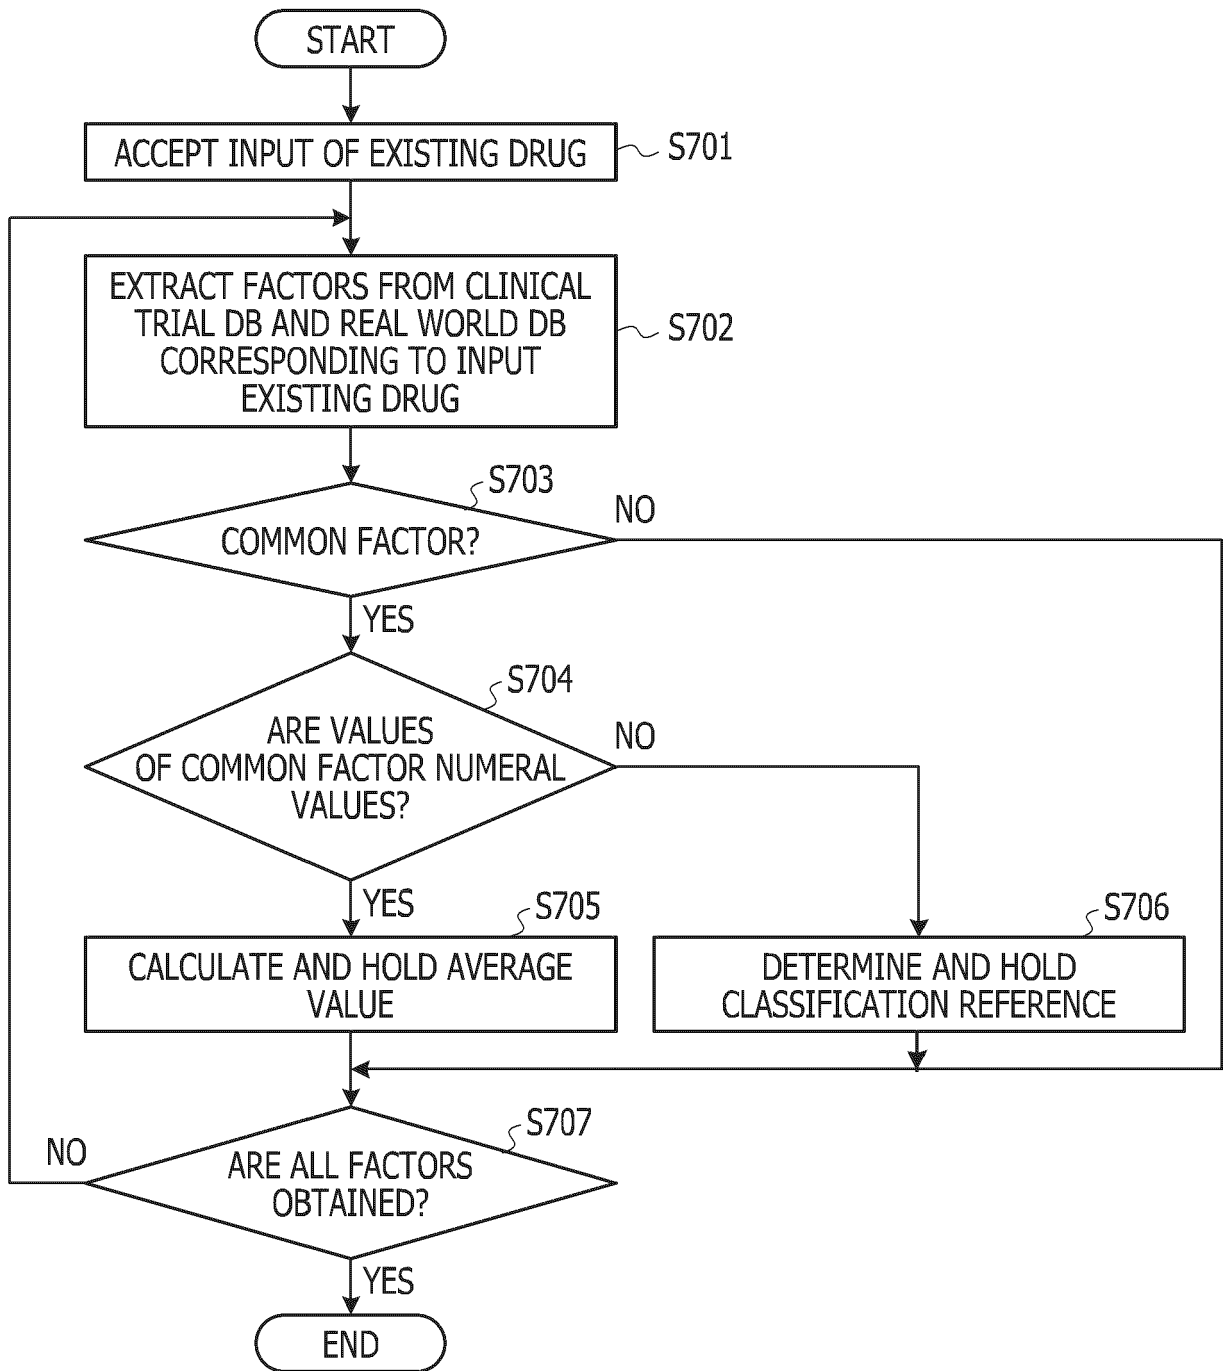 START
ACCEPT INPUT OF EXISTING DRUG
S701
EXTRACT FACTORS FROM CLINICAL
TRIAL DB AND REAL WORLD DB
CORRESPONDING TO INPUT
EXISTING DRUG
S702
S703
COMMON FACTOR?
NO
YES
S704
ARE VALUES
OF COMMON FACTOR NUMERAL
VALUES?
NO
YES
S705
CALCULATE AND HOLD AVERAGE
VALUE
S706
DETERMINE AND HOLD
CLASSIFICATION REFERENCE
S707
ARE ALL FACTORS
OBTAINED?
NO
YES
END